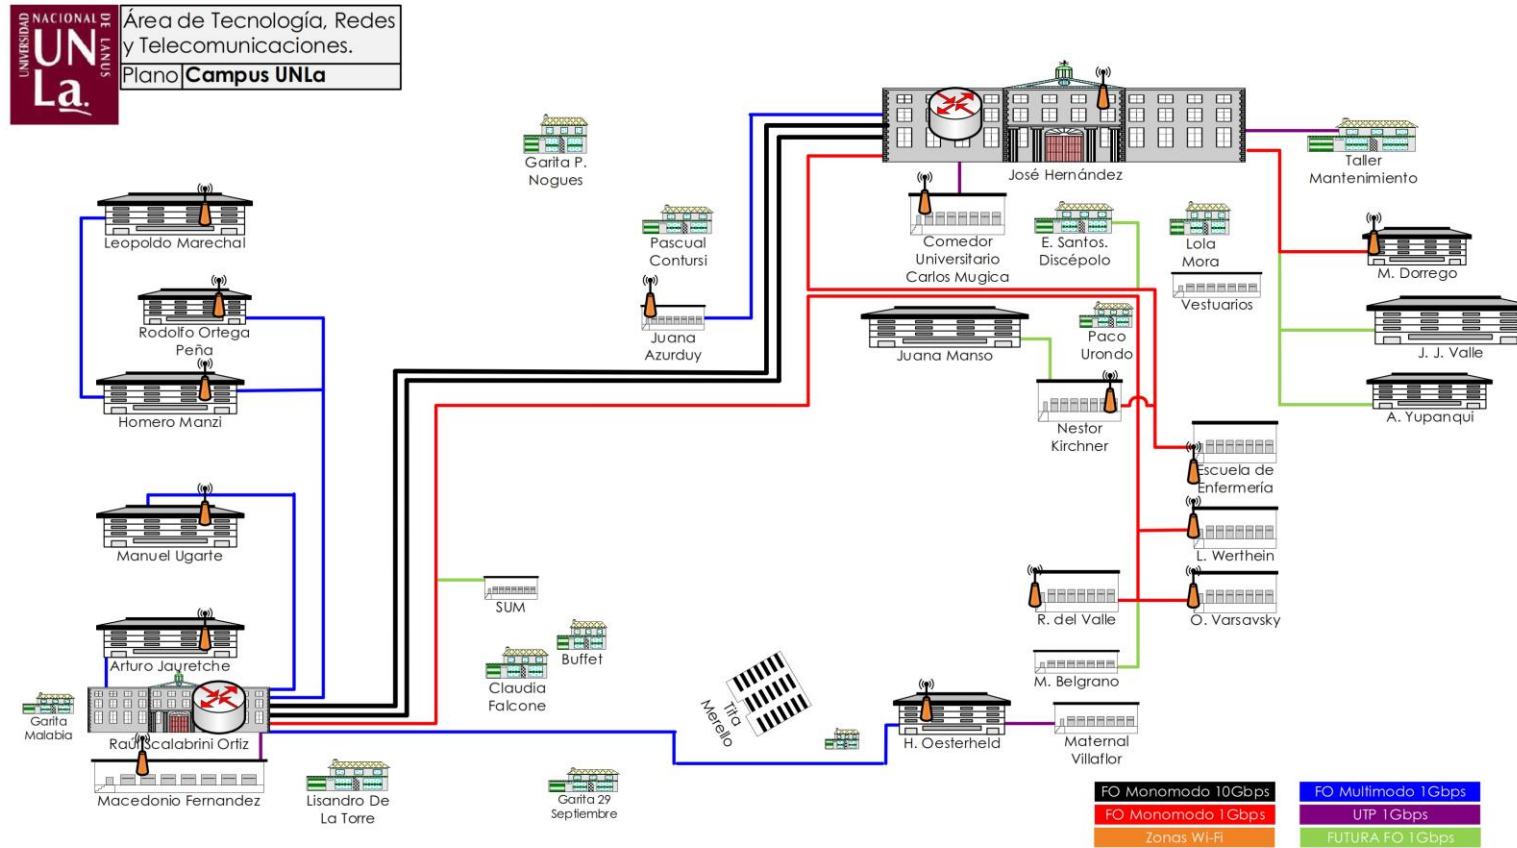 UNIVERSIDAD
NACIONAL
DE LANUS
UN
La.
Área de Tecnología, Redes
y Telecomunicaciones.
Plano Campus UNLa
José Hernández
Garita P.
Nogues
Taller
Mantenimiento
Leopoldo Marechal
Pascual
Contursi
Comedor
Universitario
Carlos Mugica
E. Santos.
Discépolo
Lola
Mora
M. Dorrego
Vestuarios
Rodolfo Ortega
Peña
Juana
Azurduy
Juana Manso
Paco
Urondo
J. J. Valle
Homero Manzi
Nestor
Kirchner
A. Yupanqui
Escuela de
Enfermería
Manuel Ugarte
L. Werthein
SUM
R. del Valle
O. Varsavsky
Arturo Jauretche
Buffet
Claudia
Falcone
M. Belgrano
Tita
Merello
Garita
Malabia
Raúl Scalabrini Ortiz
H. Oesterheld
Maternal
Villaflor
Macedonio Fernandez
Lisandro De
La Torre
Garita 29
Septiembre
FO Monomodo 10Gbps
FO Multimodo 1Gbps
FO Monomodo 1Gbps
UTP 1Gbps
Zonas Wi-Fi
FUTURA FO 1Gbps